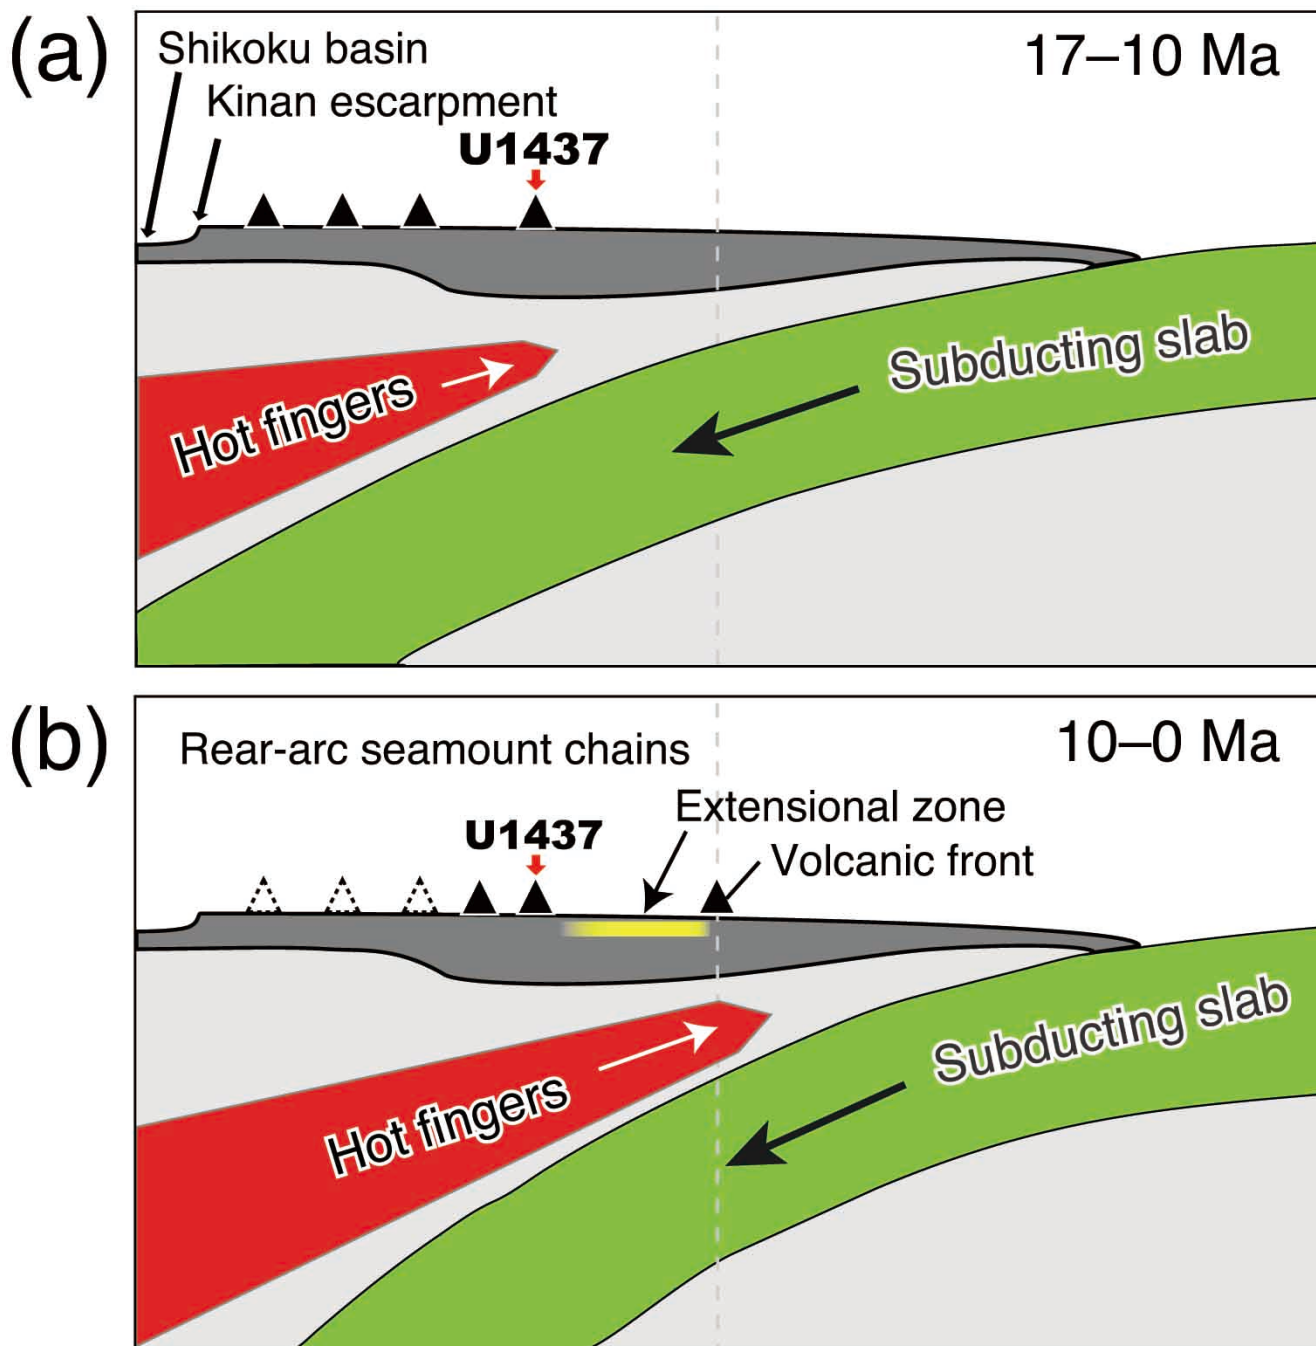 (a)
17–10 Ma
Shikoku basin
Kinan escarpment
U1437
Subducting slab
Hot fingers
(b)
10–0 Ma
Rear-arc seamount chains
Extensional zone
U1437
Volcanic front
Subducting slab
Hot fingers